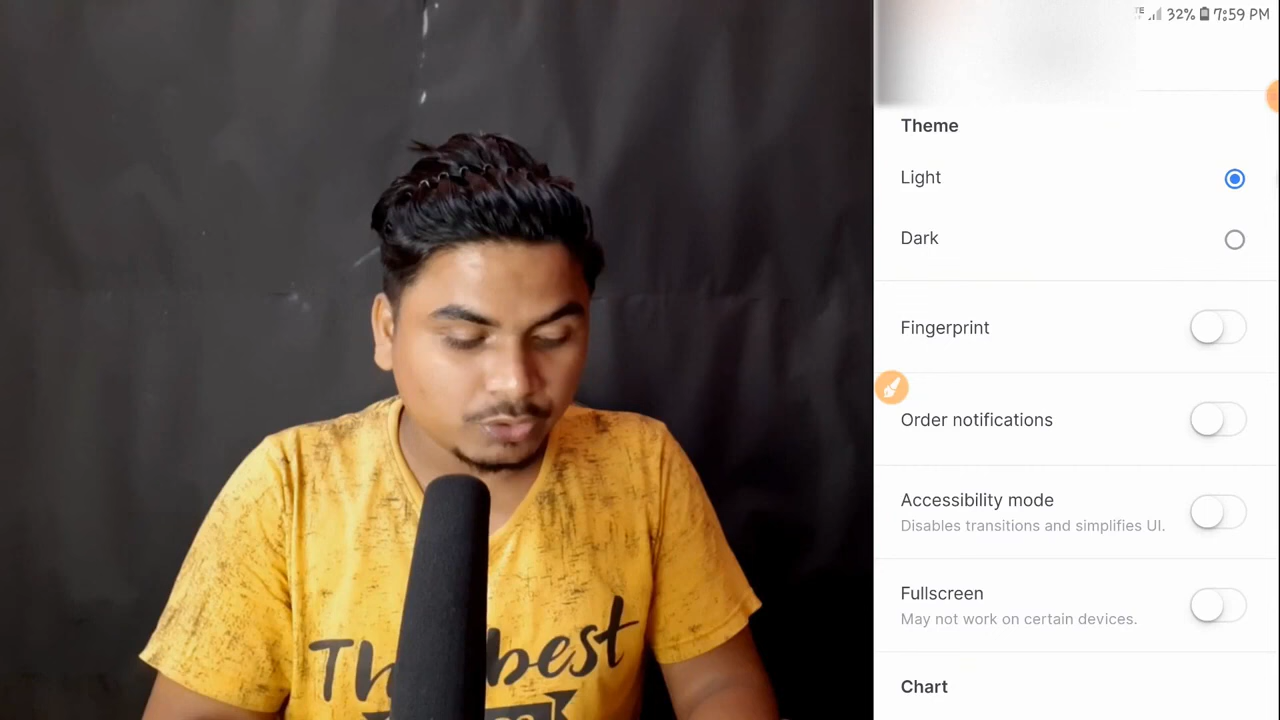 32% 7:59 PM
Theme
Light
Dark
Fingerprint
Order notifications
Accessibility mode
Disables transitions and simplifies UI.
Fullscreen
May not work on certain devices.
Chart
best